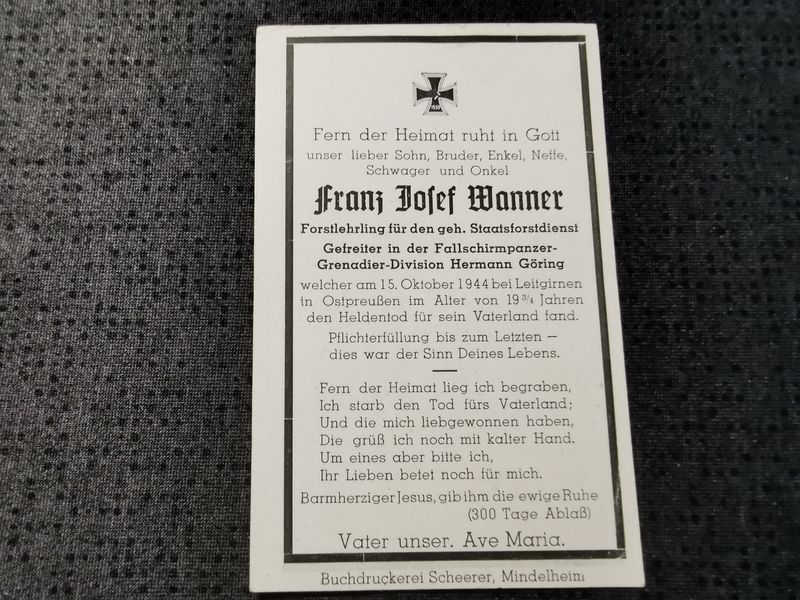 Fern der Heimat ruht in Gott
unser lieber Sohn, Bruder, Enkel, Neffe,
Schwager und Onkel
Franz Josef Wanner
Forstlehrling für den geh. Staatsforstdienst
Gefreiter in der Fallschirmpanzer-
Grenadier-Division Hermann Göring
welcher am 15. Oktober 1944 bei Leitgirnen
in Ostpreußen im Alter von 19 3/4 Jahren
den Heldentod für sein Vaterland fand.
Pflichterfüllung bis zum Letzten —
dies war der Sinn Deines Lebens.
Fern der Heimat lieg ich begraben,
Ich starb den Tod fürs Vaterland;
Und die mich liebgewonnen haben,
Die grüß ich noch mit kalter Hand.
Um eines aber bitte ich,
Ihr Lieben betet noch für mich.
Barmherziger Jesus, gib ihm die ewige Ruhe
(300 Tage Ablaß)
Vater unser. Ave Maria.
Buchdruckerei Scheerer, Mindelheim